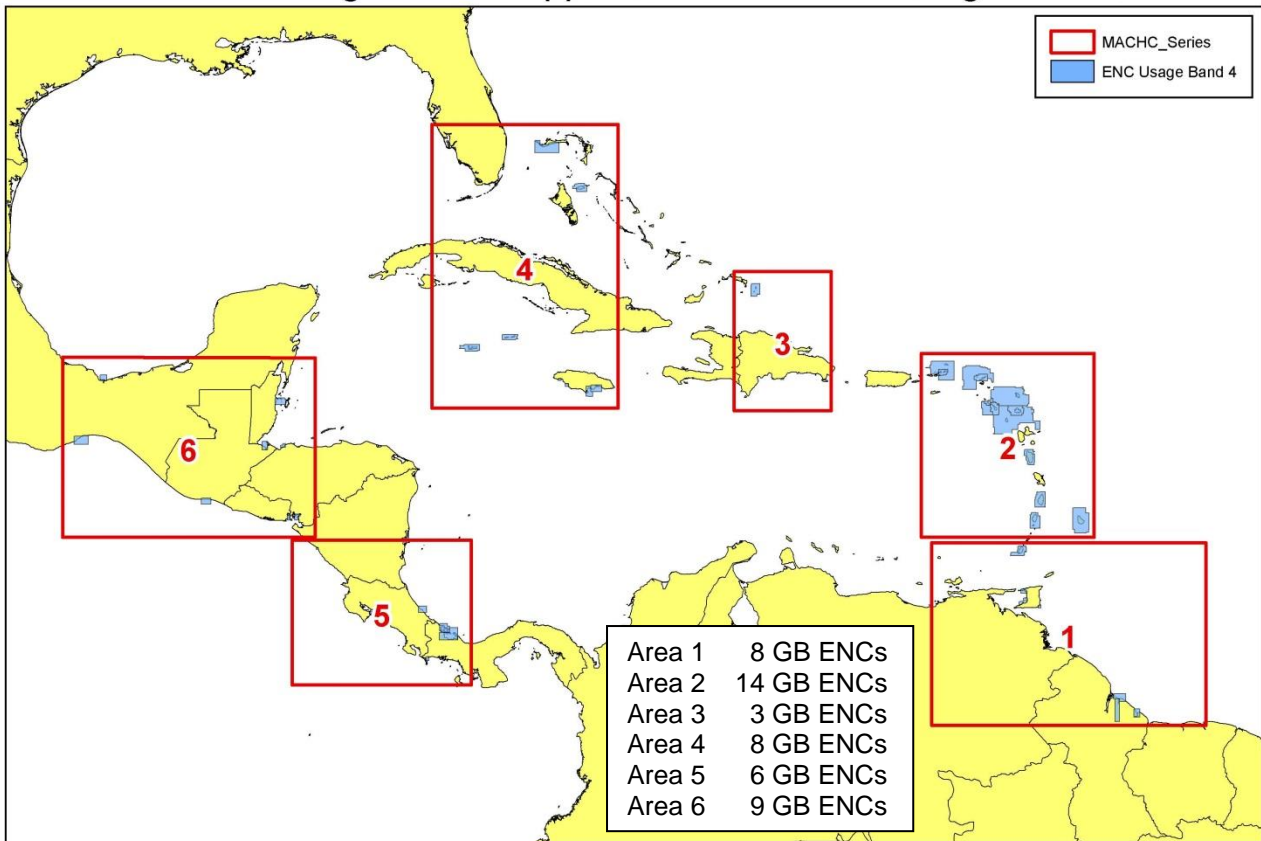 MACHC_Series
ENC Usage Band 4
4
3
6
2
5
1
Area 1 8 GB ENCs
Area 2 14 GB ENCs
Area 3 3 GB ENCs
Area 4 8 GB ENCs
Area 5 6 GB ENCs
Area 6 9 GB ENCs